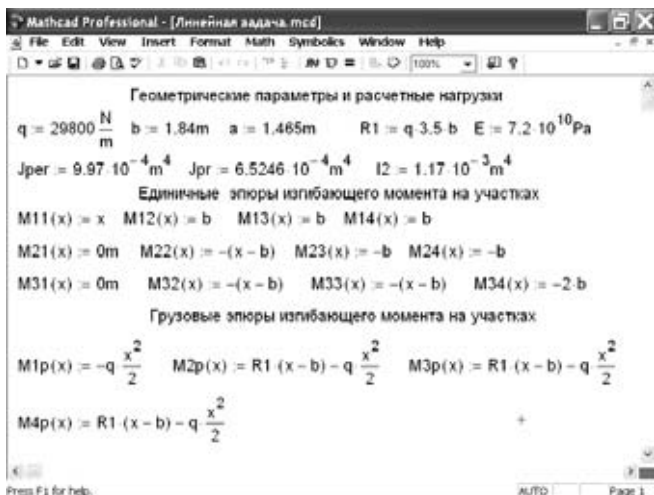 Mathcad Professional - [Линейная задача.mcd]
File Edit View Insert Format Math Symbolics Window Help
100%
Геометрические параметры и расчетные нагрузки
q := 29800 N/m b := 1.84m a := 1.465m R1 := q·3.5·b E := 7.2·10^10 Pa
Jper := 9.97·10^-4 m^4 Jpr := 6.5246·10^-4 m^4 I2 := 1.17·10^-3 m^4
Единичные эпюры изгибающего момента на участках
M11(x) := x M12(x) := b M13(x) := b M14(x) := b
M21(x) := 0m M22(x) := -(x - b) M23(x) := -b M24(x) := -b
M31(x) := 0m M32(x) := -(x - b) M33(x) := -(x - b) M34(x) := -2·b
Грузовые эпюры изгибающего момента на участках
M1p(x) := -q·x^2/2 M2p(x) := R1·(x - b) - q·x^2/2 M3p(x) := R1·(x - b) - q·x^2/2
M4p(x) := R1·(x - b) - q·x^2/2
Press F1 for help. AUTO Page 1